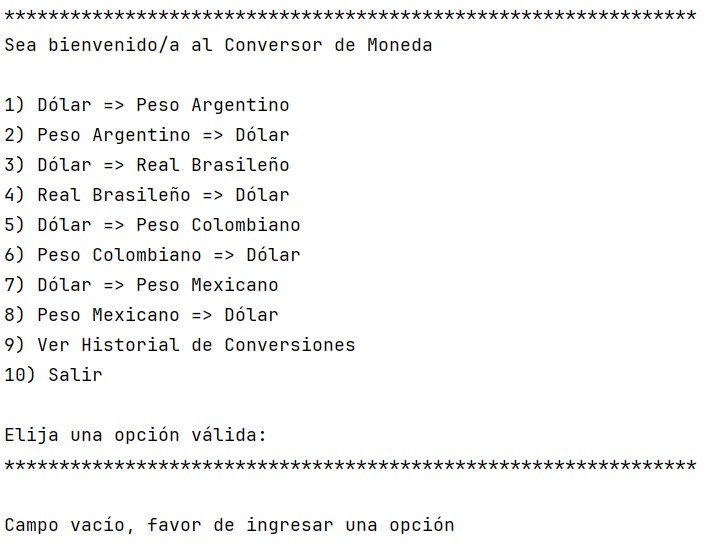 ***************************************************************
Sea bienvenido/a al Conversor de Moneda
1) Dólar => Peso Argentino
2) Peso Argentino => Dólar
3) Dólar => Real Brasileño
4) Real Brasileño => Dólar
5) Dólar => Peso Colombiano
6) Peso Colombiano => Dólar
7) Dólar => Peso Mexicano
8) Peso Mexicano => Dólar
9) Ver Historial de Conversiones
10) Salir
Elija una opción válida:
***************************************************************
Campo vacío, favor de ingresar una opción